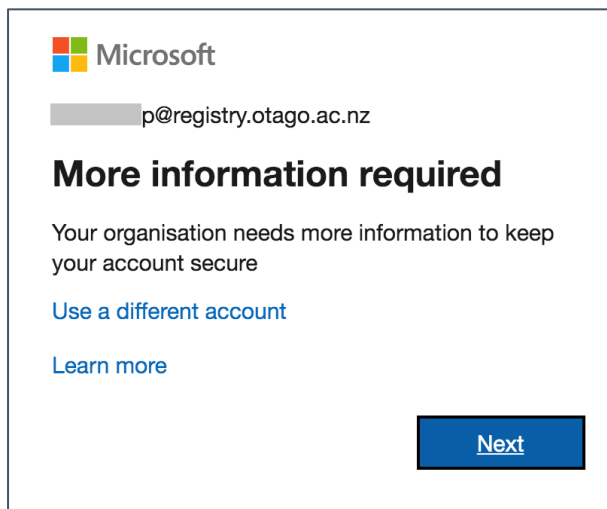 Microsoft
p@registry.otago.ac.nz
More information required
Your organisation needs more information to keep
your account secure
Use a different account
Learn more
Next